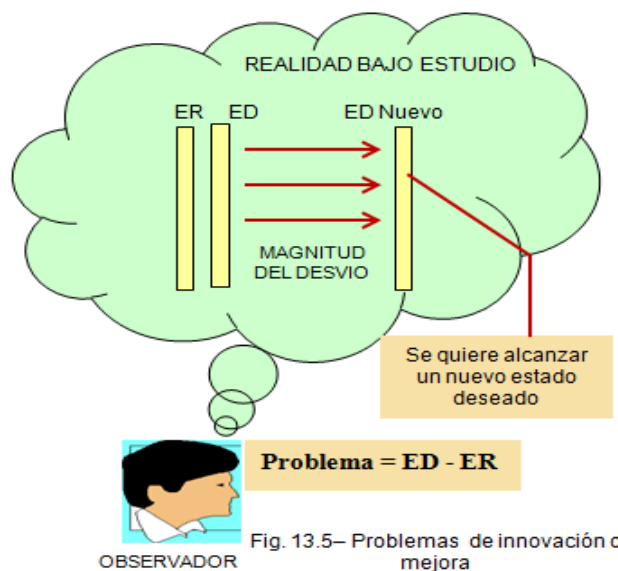 REALIDAD BAJO ESTUDIO
ER ED ED Nuevo
MAGNITUD
DEL DESVIO
Se quiere alcanzar
un nuevo estado
deseado
Problema = ED - ER
OBSERVADOR
Fig. 13.5– Problemas de innovación o
mejora